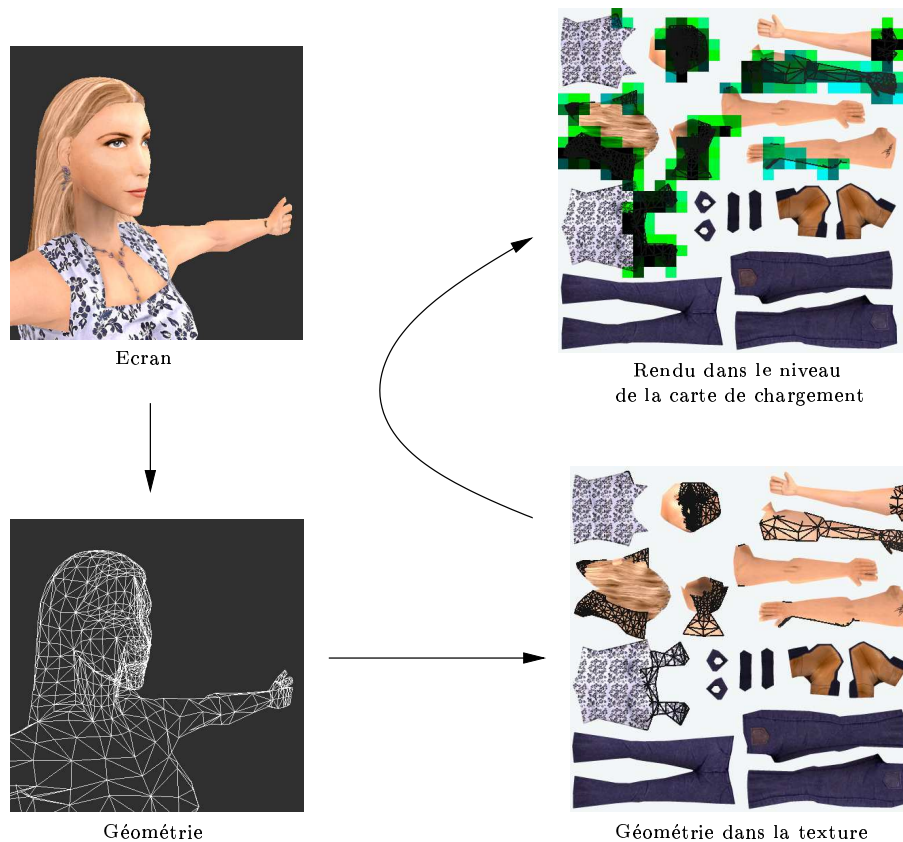 Ecran
Rendu dans le niveau
de la carte de chargement
Géométrie
Géométrie dans la texture